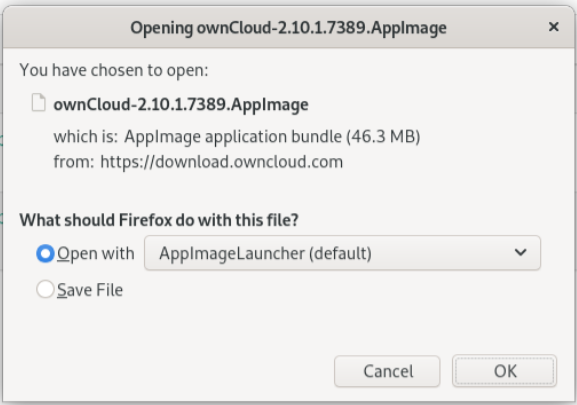 Opening ownCloud-2.10.1.7389.AppImage
You have chosen to open:
ownCloud-2.10.1.7389.AppImage
which is: AppImage application bundle (46.3 MB)
from: https://download.owncloud.com
What should Firefox do with this file?
Open with AppImageLauncher (default)
Save File
Cancel OK